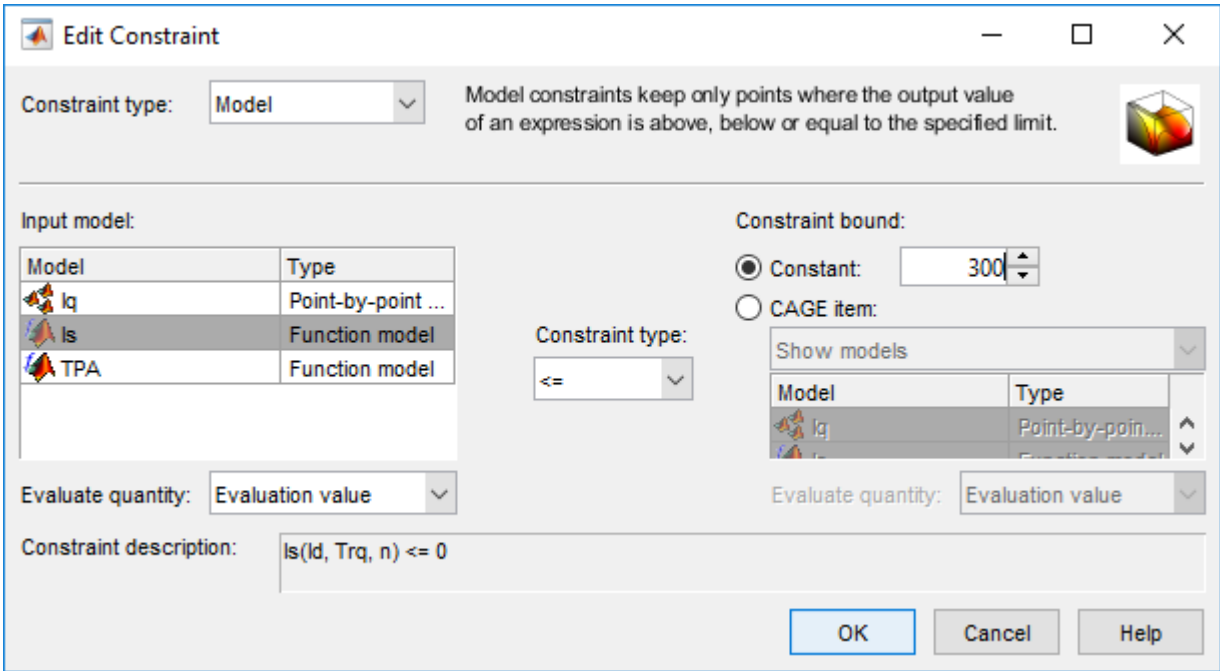 Edit Constraint
Constraint type: Model
Model constraints keep only points where the output value
of an expression is above, below or equal to the specified limit.
Input model:
Model Type
Iq Point-by-point ...
Is Function model
TPA Function model
Constraint type:
<=
Constraint bound:
Constant: 300
CAGE item:
Show models
Model Type
Iq Point-by-poin...
Is Function model
Evaluate quantity: Evaluation value
Evaluate quantity: Evaluation value
Constraint description: Is(Id, Trq, n) <= 0
OK Cancel Help